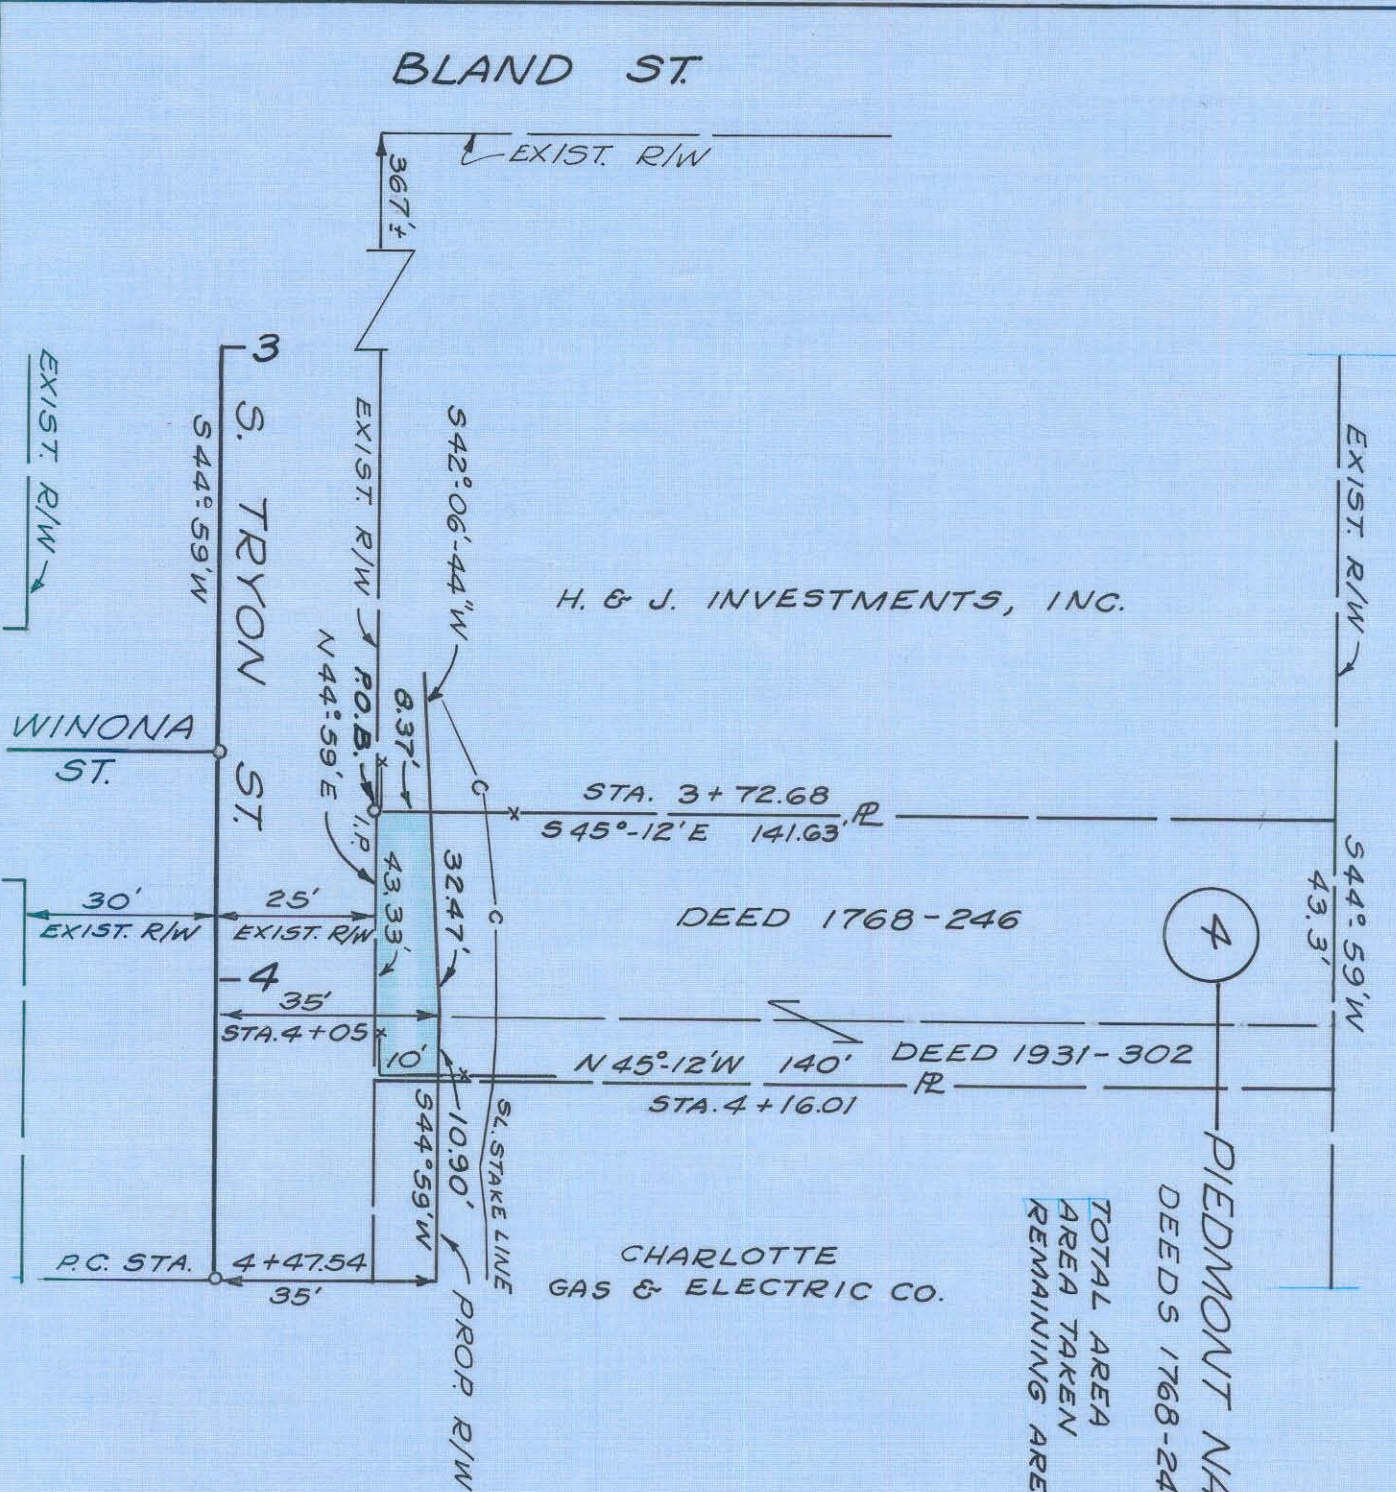 BLAND ST.
EXIST. R/W
367'±
3
S. TRYON ST.
S44°-59'W
EXIST. R/W
EXIST. R/W
S42°-06'-44"W
EXIST. R/W
H. & J. INVESTMENTS, INC.
WINONA
ST.
N44°-59'E
P.O.B.
I.P.
8.37'
C
STA. 3+72.68
S45°-12'E 141.63' PL
S44°-59'W
43.3'
30'
EXIST. R/W
25'
EXIST. R/W
43.33'
32.47'
C
DEED 1768-246
4
4
35'
STA. 4+05
10'
N45°-12'W 140'
DEED 1931-302
PL
STA. 4+16.01
S44°59'W
10.90'
SL. STAKE LINE
P.C. STA. 4+47.54
35'
PROP. R/W
CHARLOTTE
GAS & ELECTRIC CO.
PIEDMONT NA
DEEDS 1768-24
TOTAL AREA
AREA TAKEN
REMAINING ARE